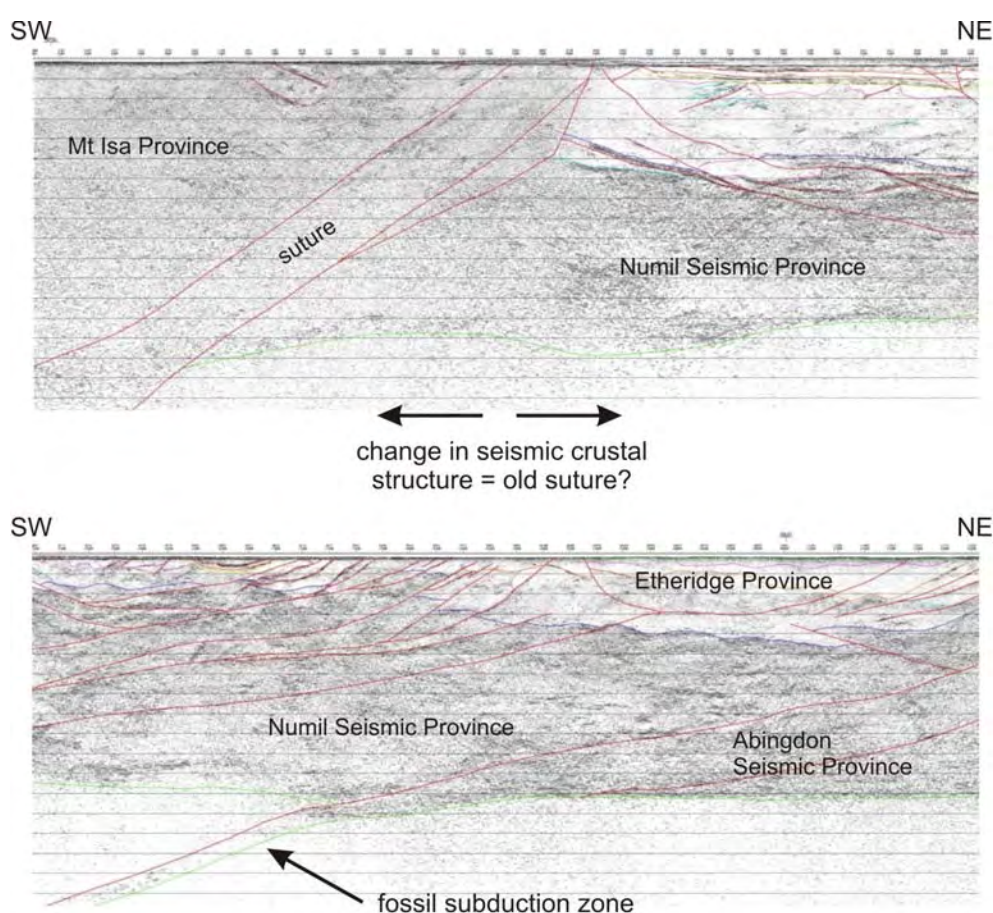 SW
NE
Mt Isa Province
suture
Numil Seismic Province
change in seismic crustal
structure = old suture?
SW
NE
Etheridge Province
Numil Seismic Province
Abingdon
Seismic Province
fossil subduction zone